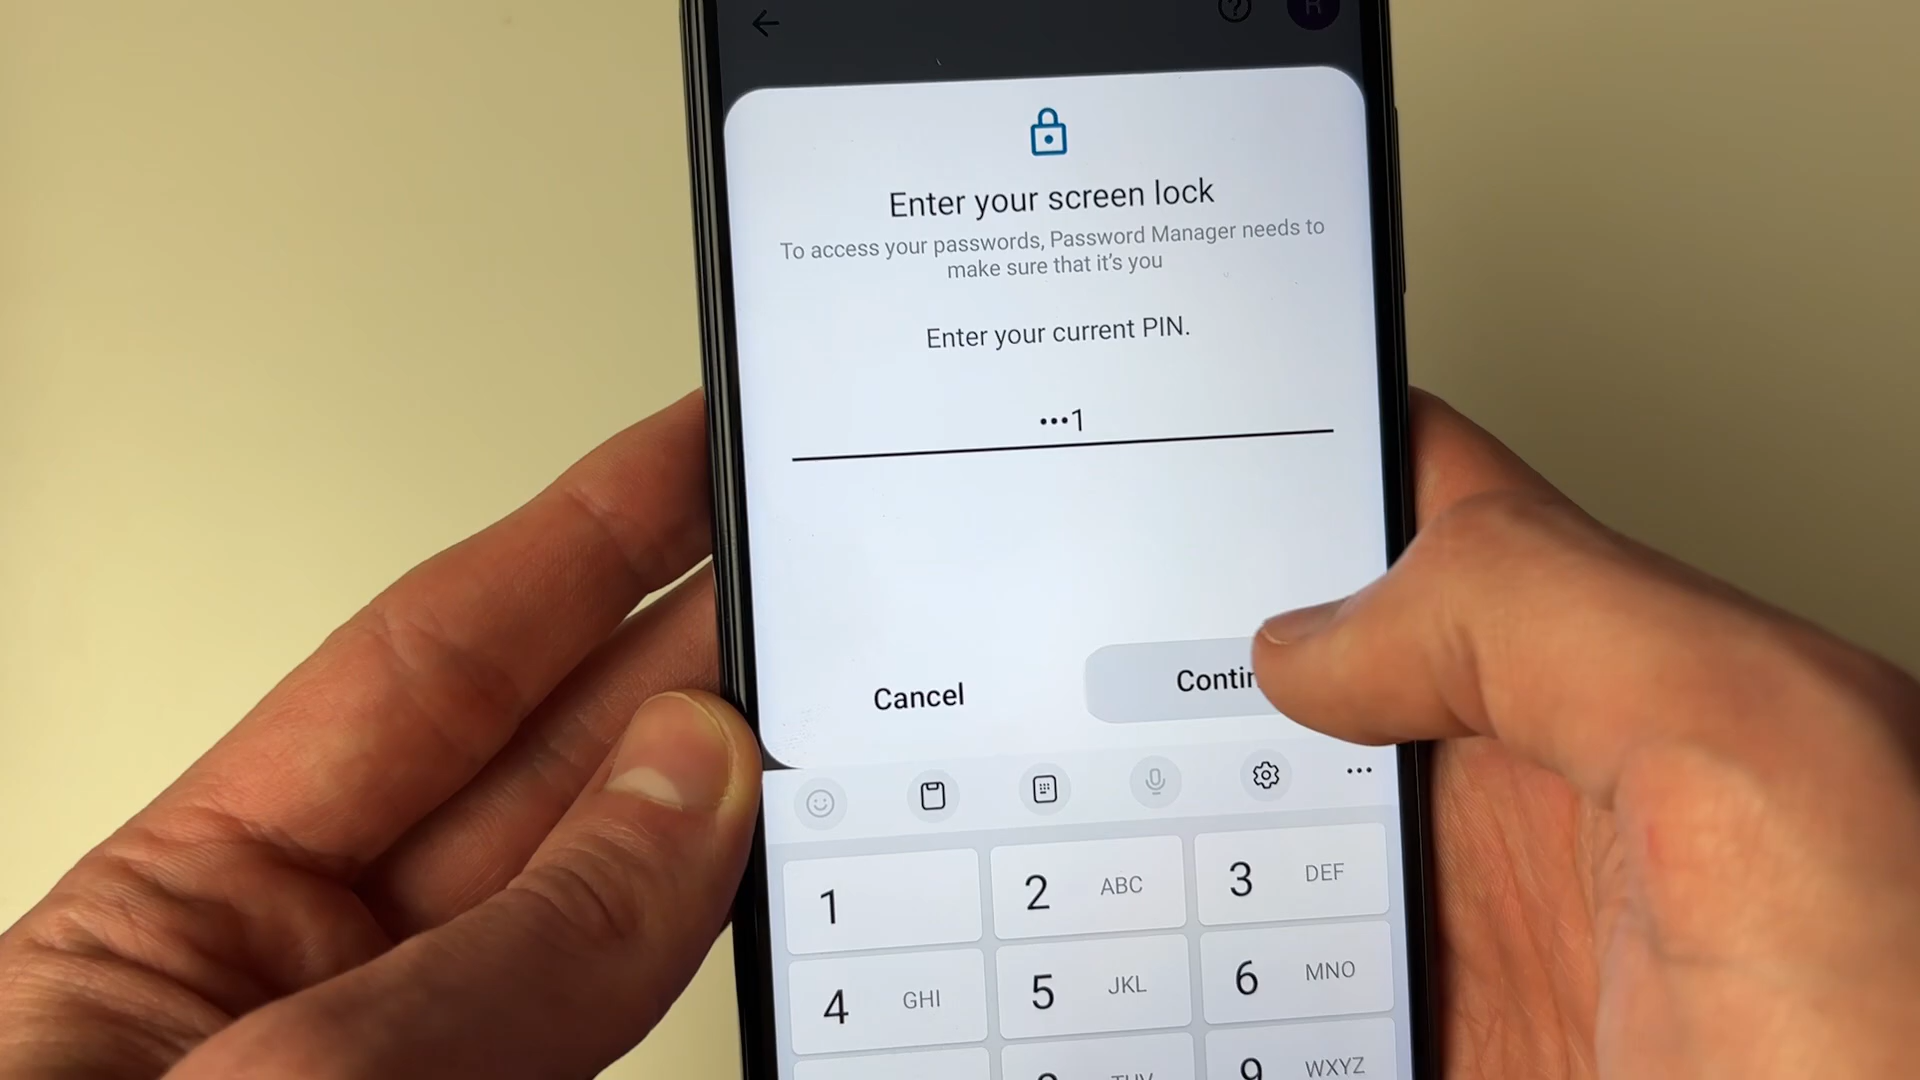 R
Enter your screen lock
To access your passwords, Password Manager needs to
make sure that it's you
Enter your current PIN.
•••1
Cancel
Contin
1
2 ABC
3 DEF
4 GHI
5 JKL
6 MNO
9 WXYZ